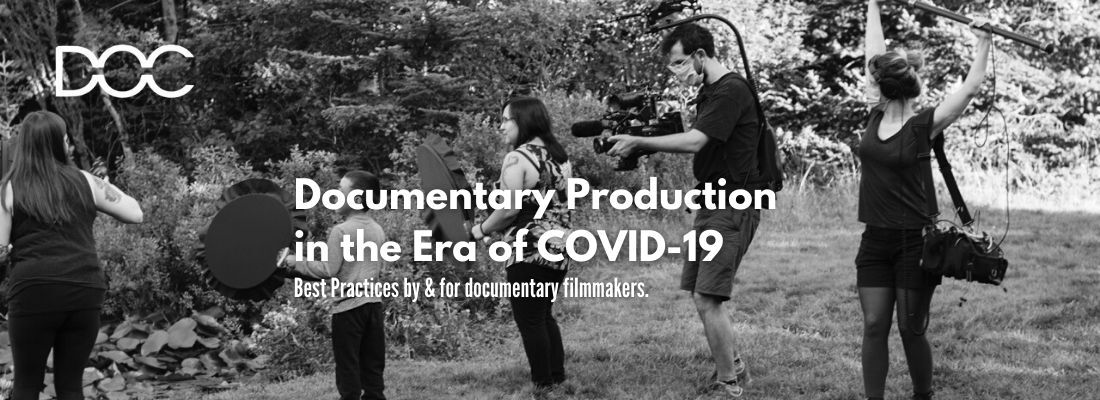 DOC
Documentary Production
in the Era of COVID-19
Best Practices by & for documentary filmmakers.